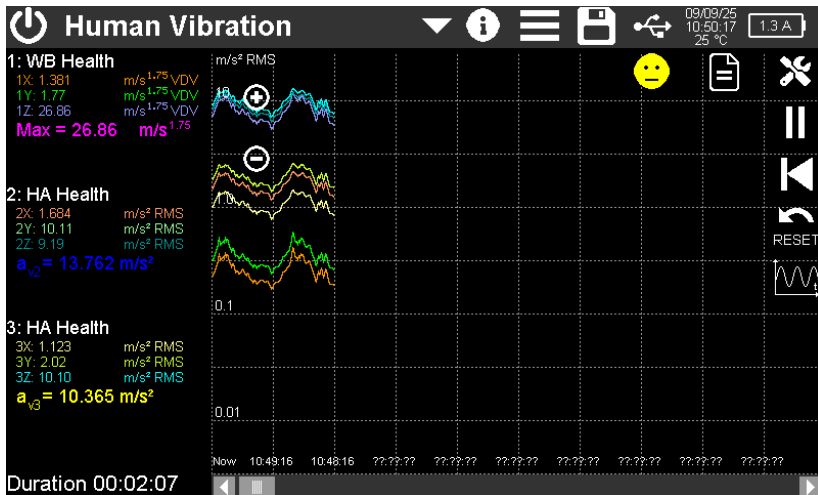 Human Vibration
09/09/25
10:50:17
25 °C
1.3 A
1: WB Health
1X: 1.381 m/s1.75 VDV
1Y: 1.77 m/s1.75 VDV
1Z: 26.86 m/s1.75 VDV
Max = 26.86 m/s1.75
2: HA Health
2X: 1.684 m/s² RMS
2Y: 10.11 m/s² RMS
2Z: 9.19 m/s² RMS
av2= 13.762 m/s²
3: HA Health
3X: 1.123 m/s² RMS
3Y: 2.02 m/s² RMS
3Z: 10.10 m/s² RMS
av3= 10.365 m/s²
Duration 00:02:07
m/s² RMS
10
1.0
0.1
0.01
Now 10:49:16 10:48:16 ??:??:?? ??:??:?? ??:??:?? ??:??:?? ??:??:?? ??:??:?? ??:??:??
RESET
t